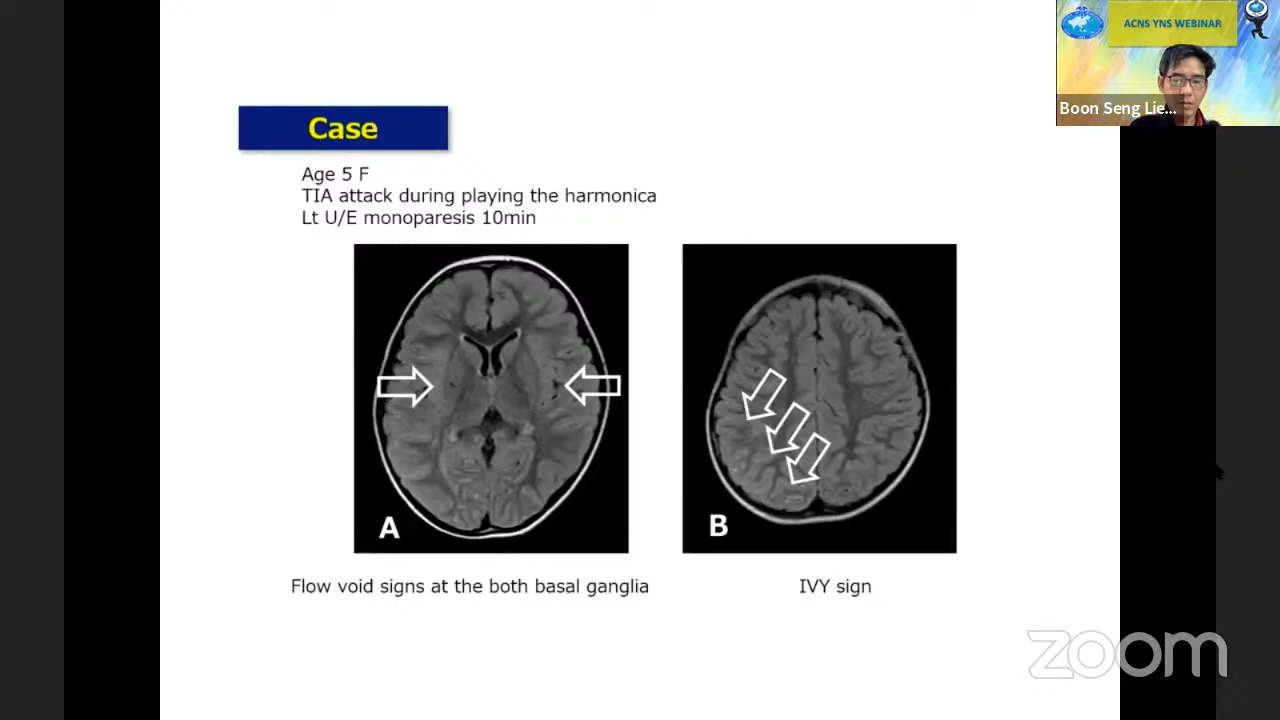 ACNS YNS WEBINAR
Boon Seng Lie...
Case
Age 5 F
TIA attack during playing the harmonica
Lt U/E monoparesis 10min
A
B
Flow void signs at the both basal ganglia
IVY sign
zoom